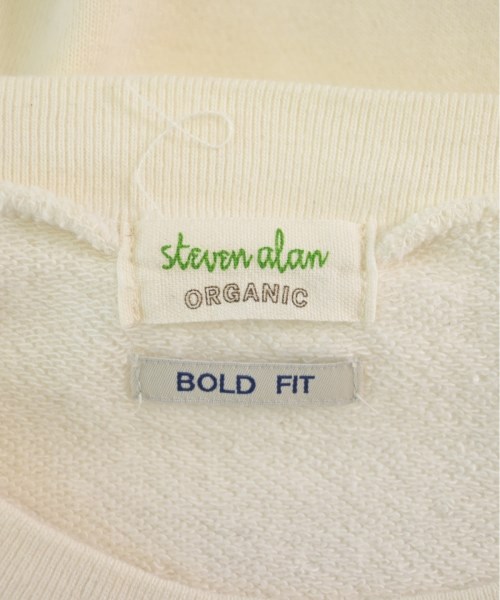 steven alan
ORGANIC
BOLD FIT